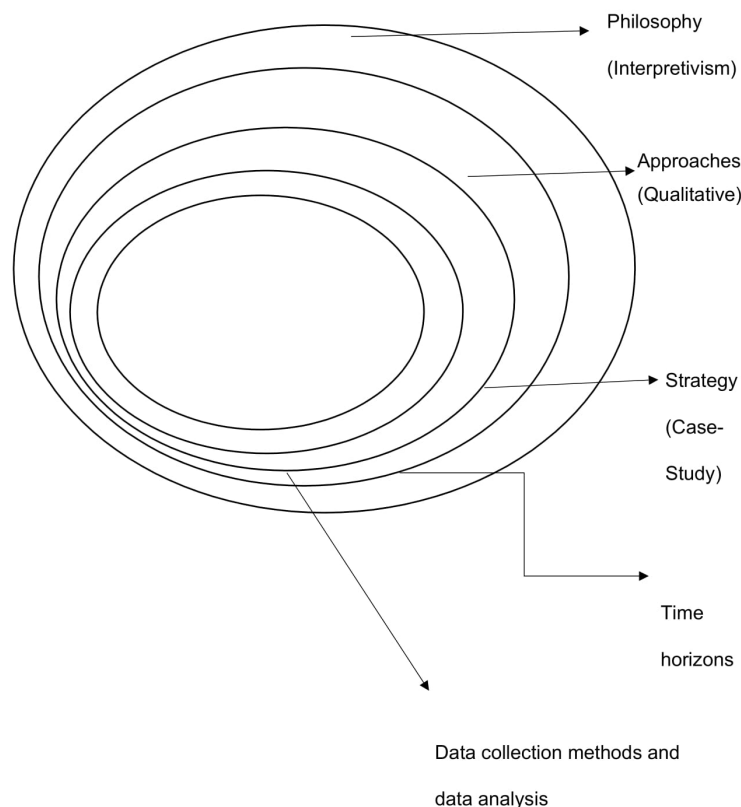 Philosophy
(Interpretivism)
Approaches
(Qualitative)
Strategy
(Case-
Study)
Time
horizons
Data collection methods and
data analysis